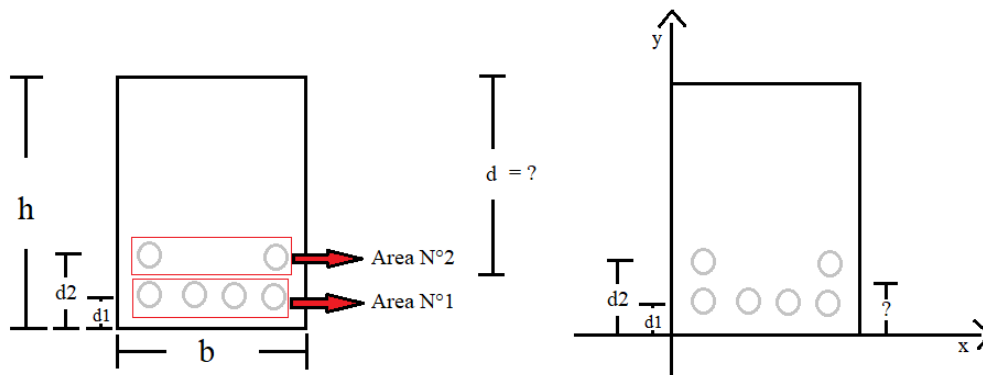 h
d2
d1
b
Area N°2
Area N°1
d = ?
y
d2
d1
?
x